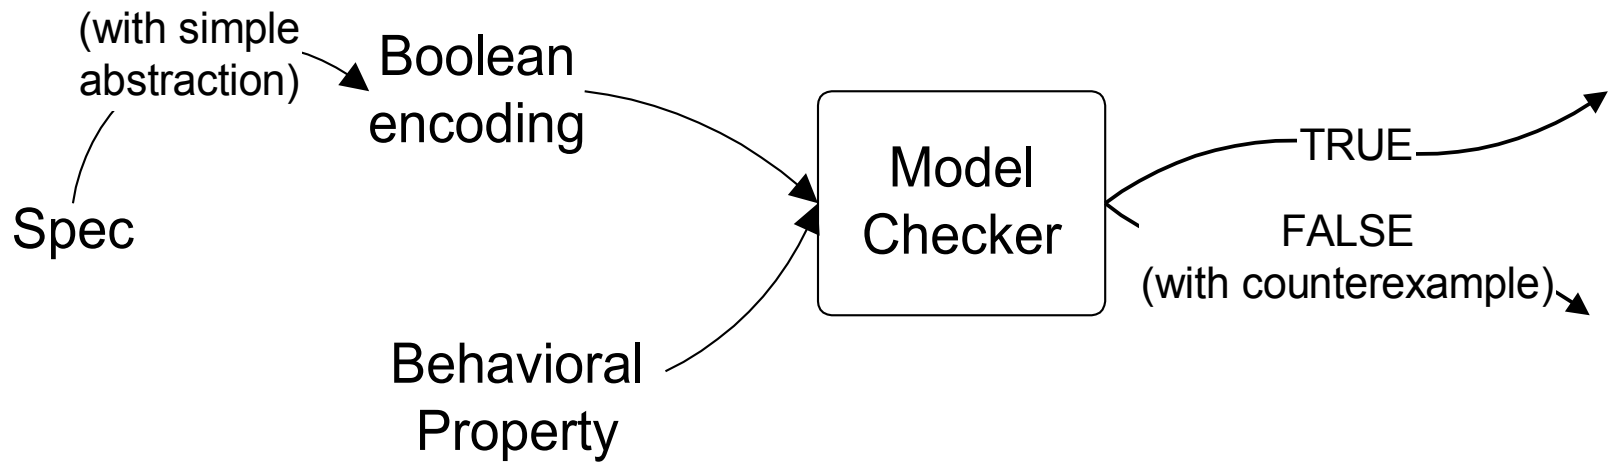 (with simple
abstraction)
Boolean
encoding
Spec
Behavioral
Property
Model
Checker
TRUE
FALSE
(with counterexample)